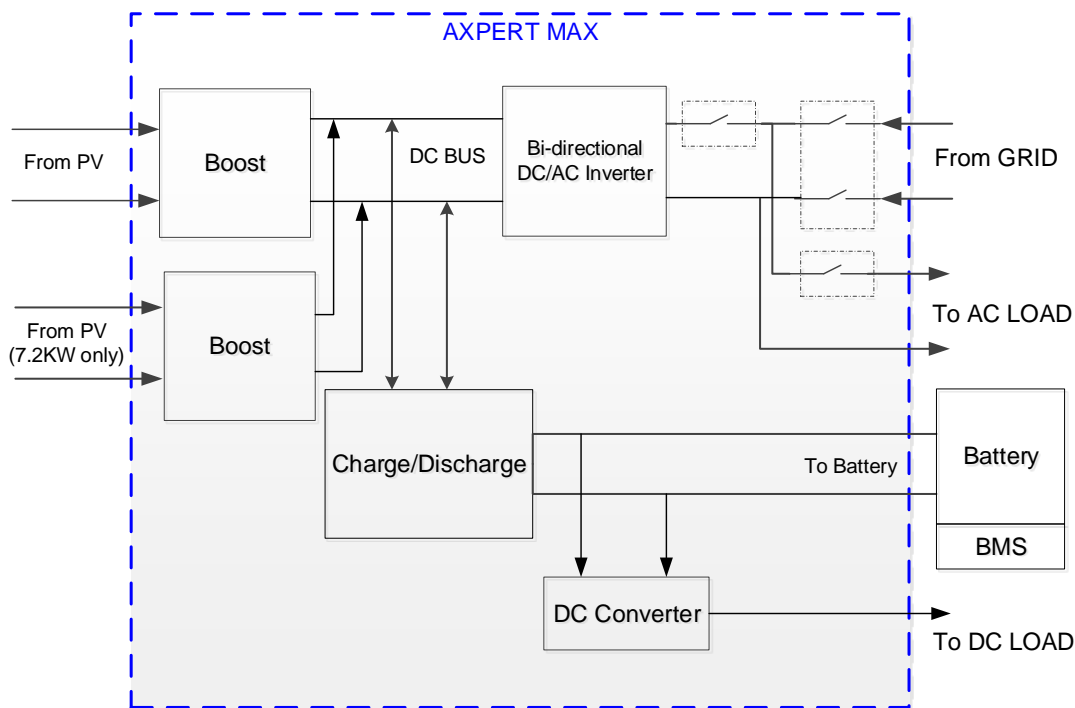 AXPERT MAX
Boost
DC BUS
Bi-directional
DC/AC Inverter
From PV
From GRID
From PV
(7.2KW only)
Boost
To AC LOAD
Charge/Discharge
To Battery
Battery
BMS
DC Converter
To DC LOAD